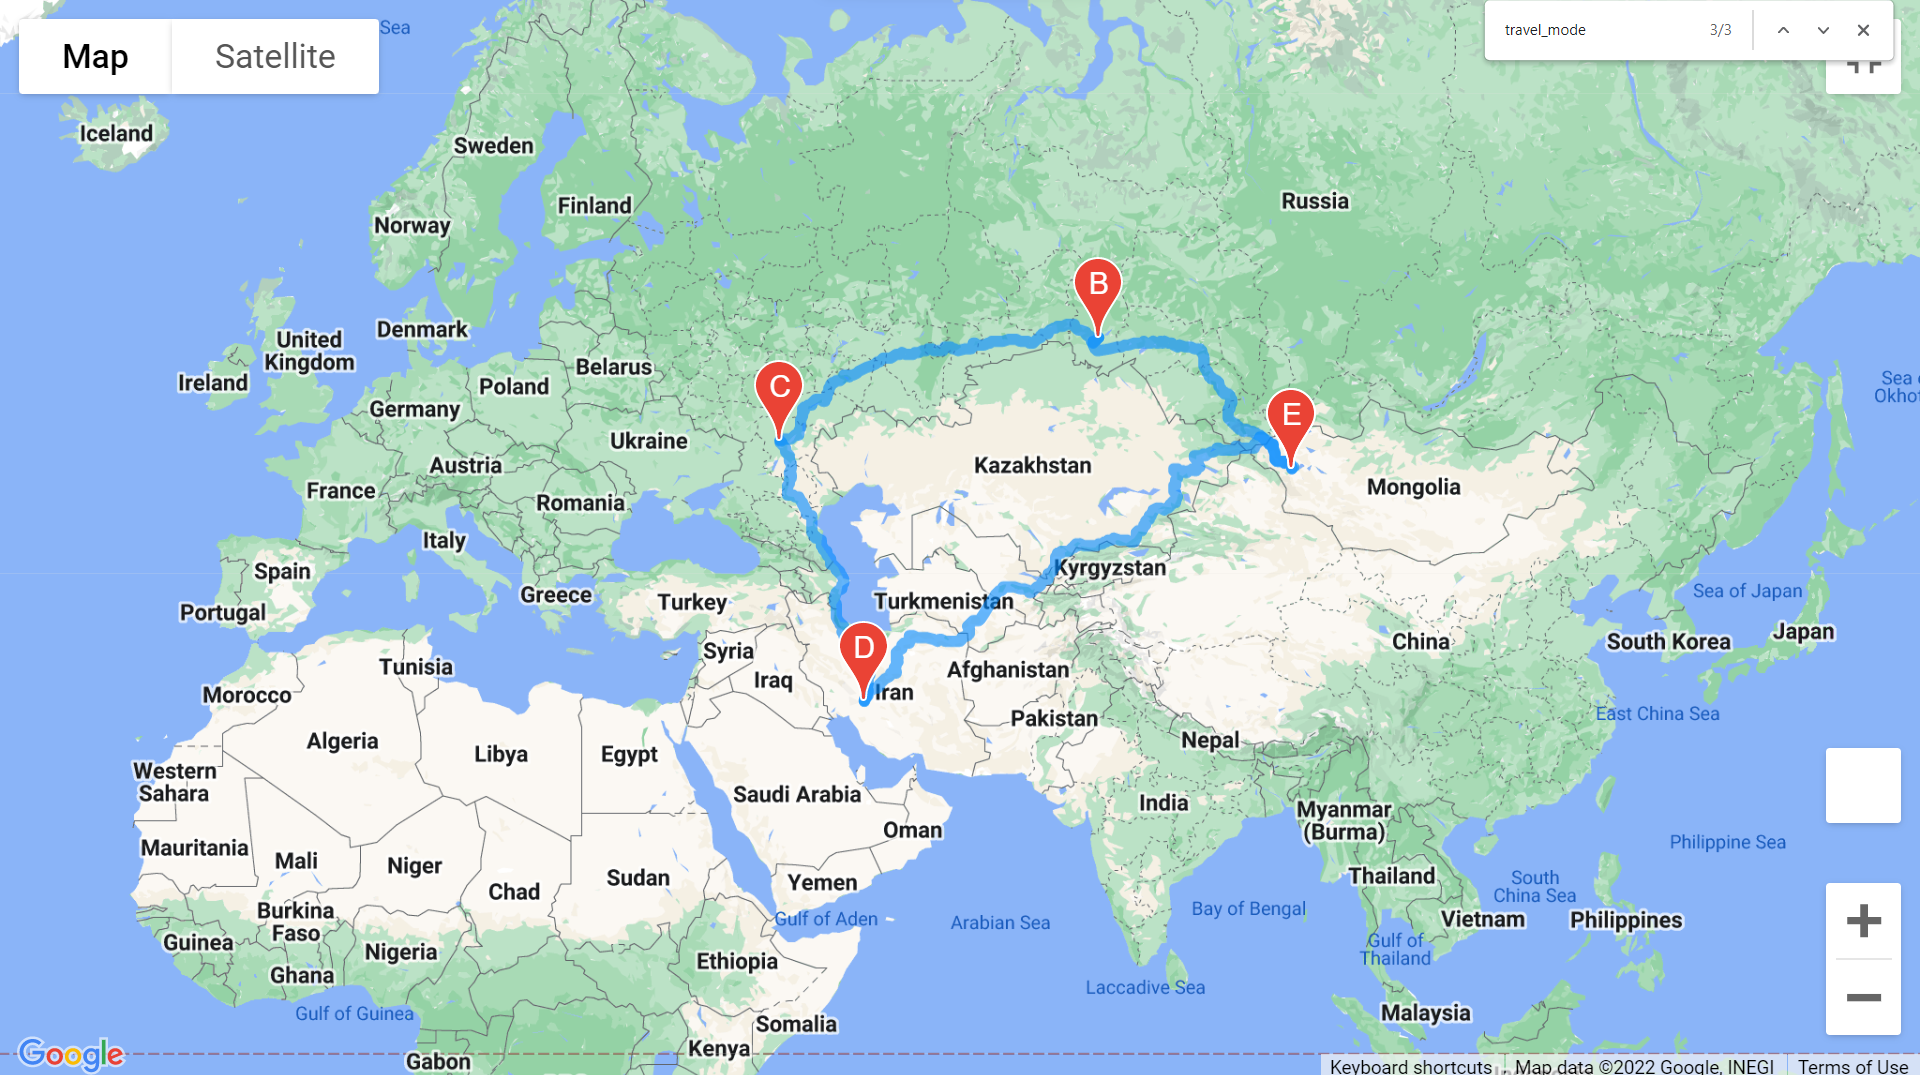 Map
Satellite
Sea
travel_mode
3/3
Iceland
Sweden
Finland
Norway
Russia
B
Denmark
United
Kingdom
Ireland
Belarus
Poland
C
Germany
E
Sea
Okho
Ukraine
Austria
Kazakhstan
France
Romania
Mongolia
Italy
Spain
Kyrgyzstan
Greece
Sea of Japan
Portugal
Turkey
Turkmenistan
China
South Korea
Japan
D
Syria
Tunisia
Afghanistan
Iraq
Morocco
Iran
Pakistan
East China Sea
Algeria
Libya
Egypt
Nepal
Western
Sahara
Saudi Arabia
India
Myanmar
(Burma)
Oman
Philippine Sea
Mauritania
Mali
Niger
Sudan
Thailand
Yemen
Chad
South
China Sea
Burkina
Faso
Gulf of Aden
Arabian Sea
Bay of Bengal
Vietnam
Philippines
Guinea
Nigeria
Gulf of
Thailand
Ethiopia
Ghana
Laccadive Sea
Gulf of Guinea
Malaysia
Somalia
Kenya
Google
Gabon
Keyboard shortcuts
Map data ©2022 Google, INEGI
Terms of Use